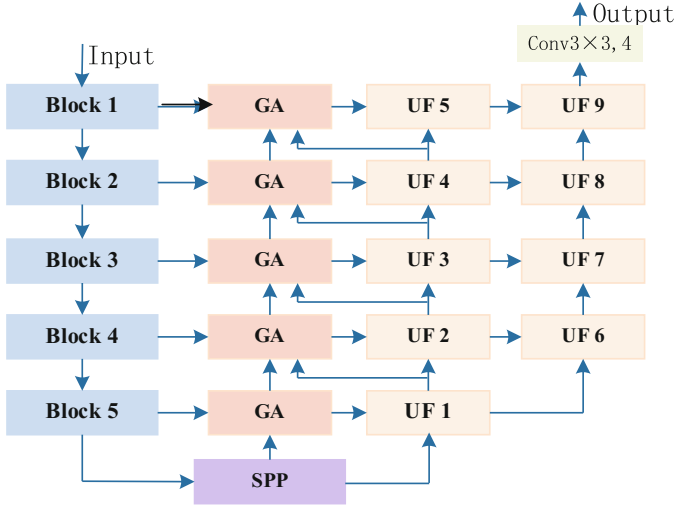 Output
Conv3×3, 4
Input
Block 1 GA UF 5 UF 9
Block 2 GA UF 4 UF 8
Block 3 GA UF 3 UF 7
Block 4 GA UF 2 UF 6
Block 5 GA UF 1
SPP